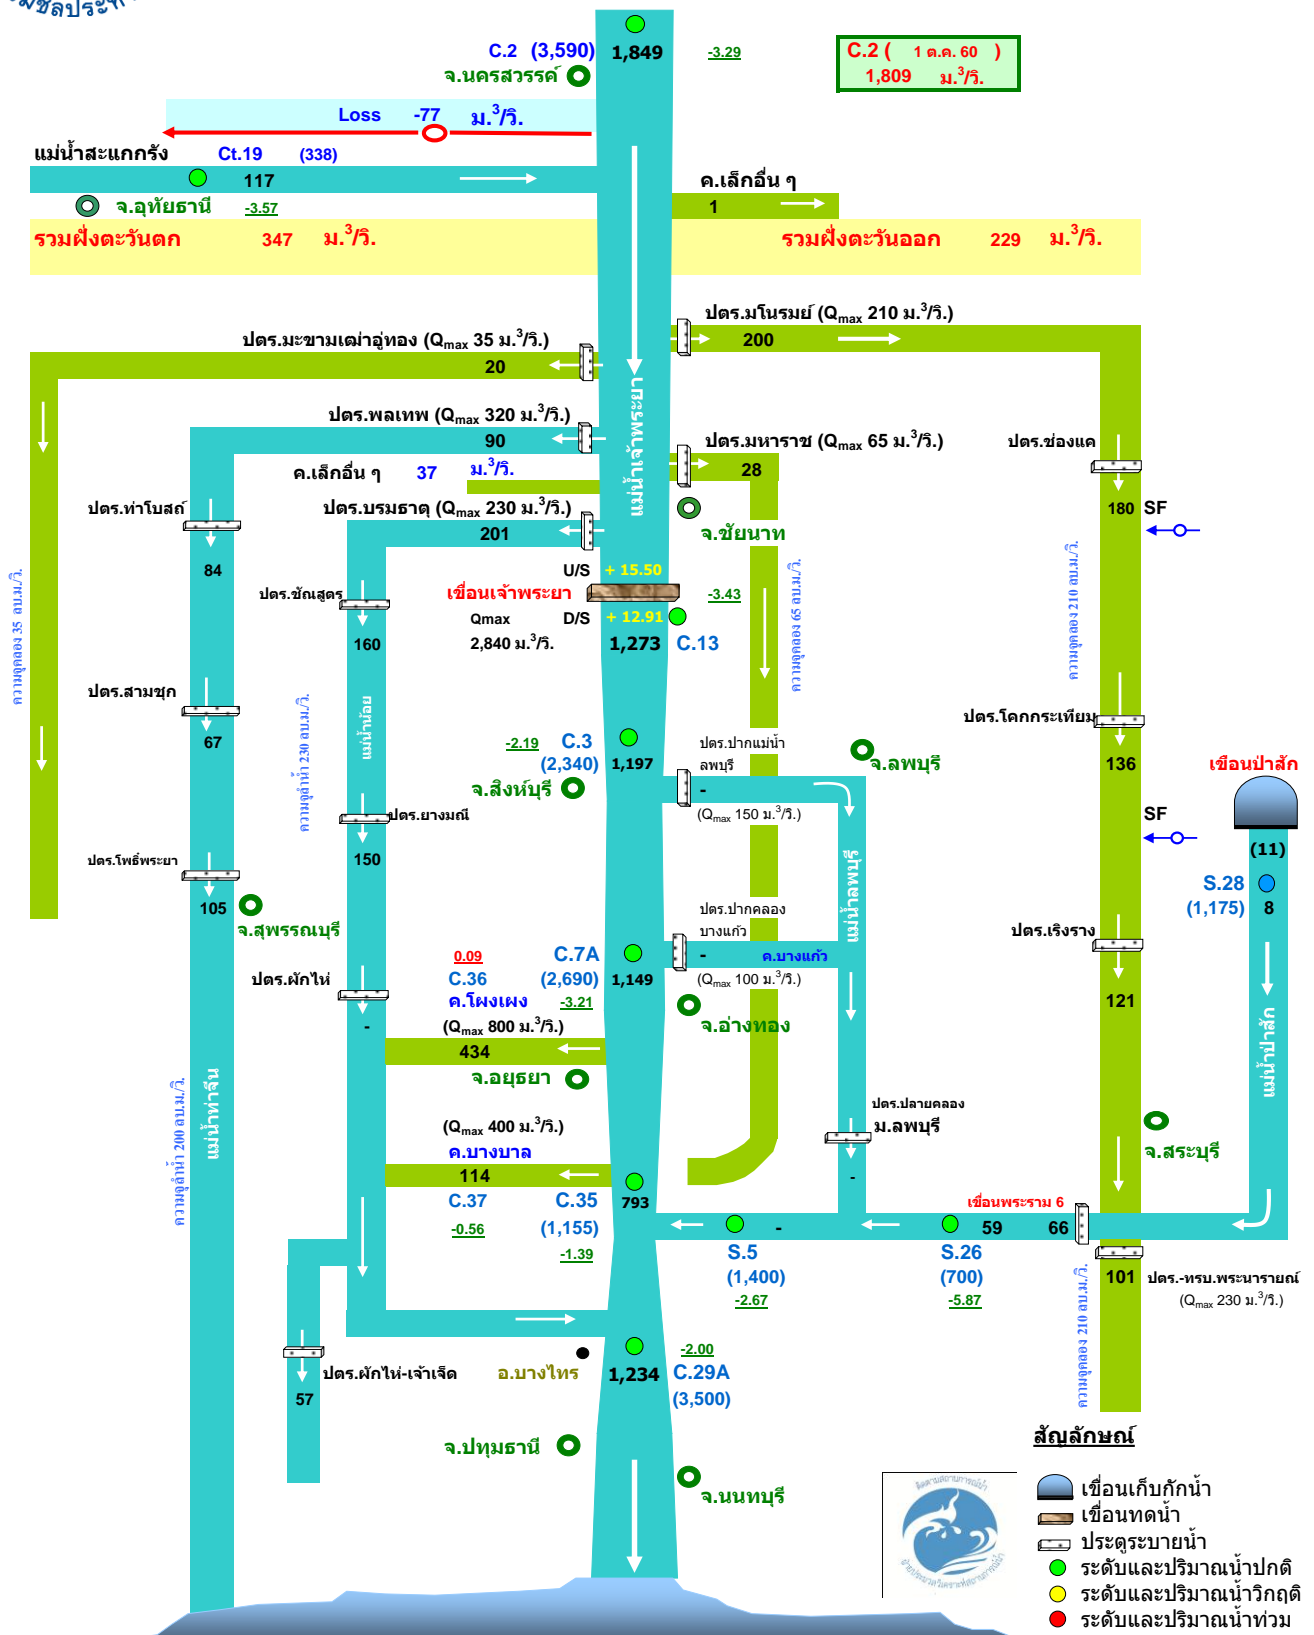 C.2 (3,590) 1,849 -3.29
C.2 ( 1 ต.ค. 60 )
1,809 ม.³/วิ.
จ.นครสวรรค์
Loss -77 ม.³/วิ.
แม่น้ำสะแกกรัง Ct.19 (338)
117
จ.อุทัยธานี -3.57
ค.เล็กอื่น ๆ
1
รวมฝั่งตะวันตก 347 ม.³/วิ.
รวมฝั่งตะวันออก 229 ม.³/วิ.
ปตร.มโนรมย์ (Qmax 210 ม.³/วิ.)
200
ปตร.มะขามเฒ่าอู่ทอง (Qmax 35 ม.³/วิ.)
20
แม่น้ำเจ้าพระยา
ปตร.พลเทพ (Qmax 320 ม.³/วิ.)
90
ปตร.มหาราช (Qmax 65 ม.³/วิ.)
28
ปตร.ช่องแค
ค.เล็กอื่น ๆ 37 ม.³/วิ.
ปตร.ท่าโบสถ์
ปตร.บรมธาตุ (Qmax 230 ม.³/วิ.)
201
จ.ชัยนาท
180 SF
84
U/S + 15.50
ปตร.ชัณสูตร
เขื่อนเจ้าพระยา
-3.43
Qmax D/S + 12.91
2,840 ม.³/วิ. 1,273 C.13
160
ความจุคลอง 35 ลบ.ม./วิ.
ความจุคลอง 65 ลบ.ม./วิ.
ความจุคลอง 210 ลบ.ม./วิ.
ปตร.สามชุก
67
แม่น้ำน้อย
ความจุลำน้ำ 230 ลบ.ม./วิ.
-2.19 C.3
(2,340) 1,197
จ.สิงห์บุรี
ปตร.ปากแม่น้ำ
ลพบุรี
-
(Qmax 150 ม.³/วิ.)
จ.ลพบุรี
ปตร.โคกกระเทียม
136
เขื่อนป่าสัก
SF
(11)
S.28
(1,175) 8
ปตร.ยางมณี
150
ปตร.โพธิ์พระยา
105
จ.สุพรรณบุรี
แม่น้ำลพบุรี
ปตร.ปากคลอง
บางแก้ว
- ค.บางแก้ว
(Qmax 100 ม.³/วิ.)
ปตร.เริงราง
121
0.09 C.7A
C.36 (2,690) 1,149
ค.โผงเผง -3.21
(Qmax 800 ม.³/วิ.)
434
จ.อ่างทอง
ปตร.ผักไห่
-
จ.อยุธยา
แม่น้ำป่าสัก
แม่น้ำท่าจีน
ความจุลำน้ำ 200 ลบ.ม./วิ.
(Qmax 400 ม.³/วิ.)
ค.บางบาล
114
ปตร.ปลายคลอง
ม.ลพบุรี
-
จ.สระบุรี
C.37 C.35 793
(1,155)
-0.56
-1.39
เขื่อนพระราม 6
- 59 66
S.5
(1,400)
-2.67
S.26
(700)
-5.87
101 ปตร.-ทรบ.พระนารายณ์
(Qmax 230 ม.³/วิ.)
ความจุคลอง 210 ลบ.ม./วิ.
ปตร.ผักไห่-เจ้าเจ็ด
57
อ.บางไทร
-2.00
1,234 C.29A
(3,500)
จ.ปทุมธานี
จ.นนทบุรี
สัญลักษณ์
เขื่อนเก็บกักน้ำ
เขื่อนทดน้ำ
ประตูระบายน้ำ
ระดับและปริมาณน้ำปกติ
ระดับและปริมาณน้ำวิกฤติ
ระดับและปริมาณน้ำท่วม